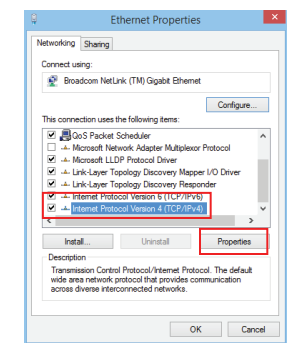 Ethernet Properties
Networking Sharing
Connect using:
Broadcom NetLink (TM) Gigabit Ethernet
Configure...
This connection uses the following items:
QoS Packet Scheduler
Microsoft Network Adapter Multiplexor Protocol
Microsoft LLDP Protocol Driver
Link-Layer Topology Discovery Mapper I/O Driver
Link-Layer Topology Discovery Responder
Internet Protocol Version 6 (TCP/IPv6)
Internet Protocol Version 4 (TCP/IPv4)
Install... Uninstall Properties
Description
Transmission Control Protocol/Internet Protocol. The default
wide area network protocol that provides communication
across diverse interconnected networks.
OK Cancel